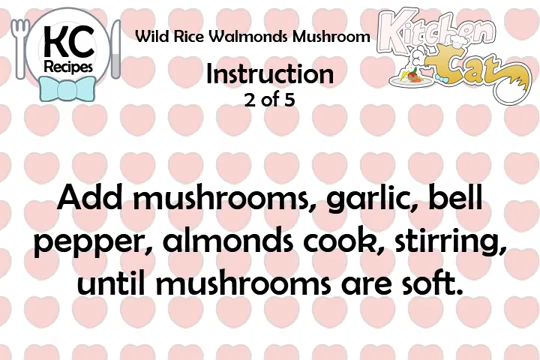 KC
Recipes
Wild Rice Walmonds Mushroom
Kitchen
Cat
Instruction
2 of 5
Add mushrooms, garlic, bell
pepper, almonds cook, stirring,
until mushrooms are soft.